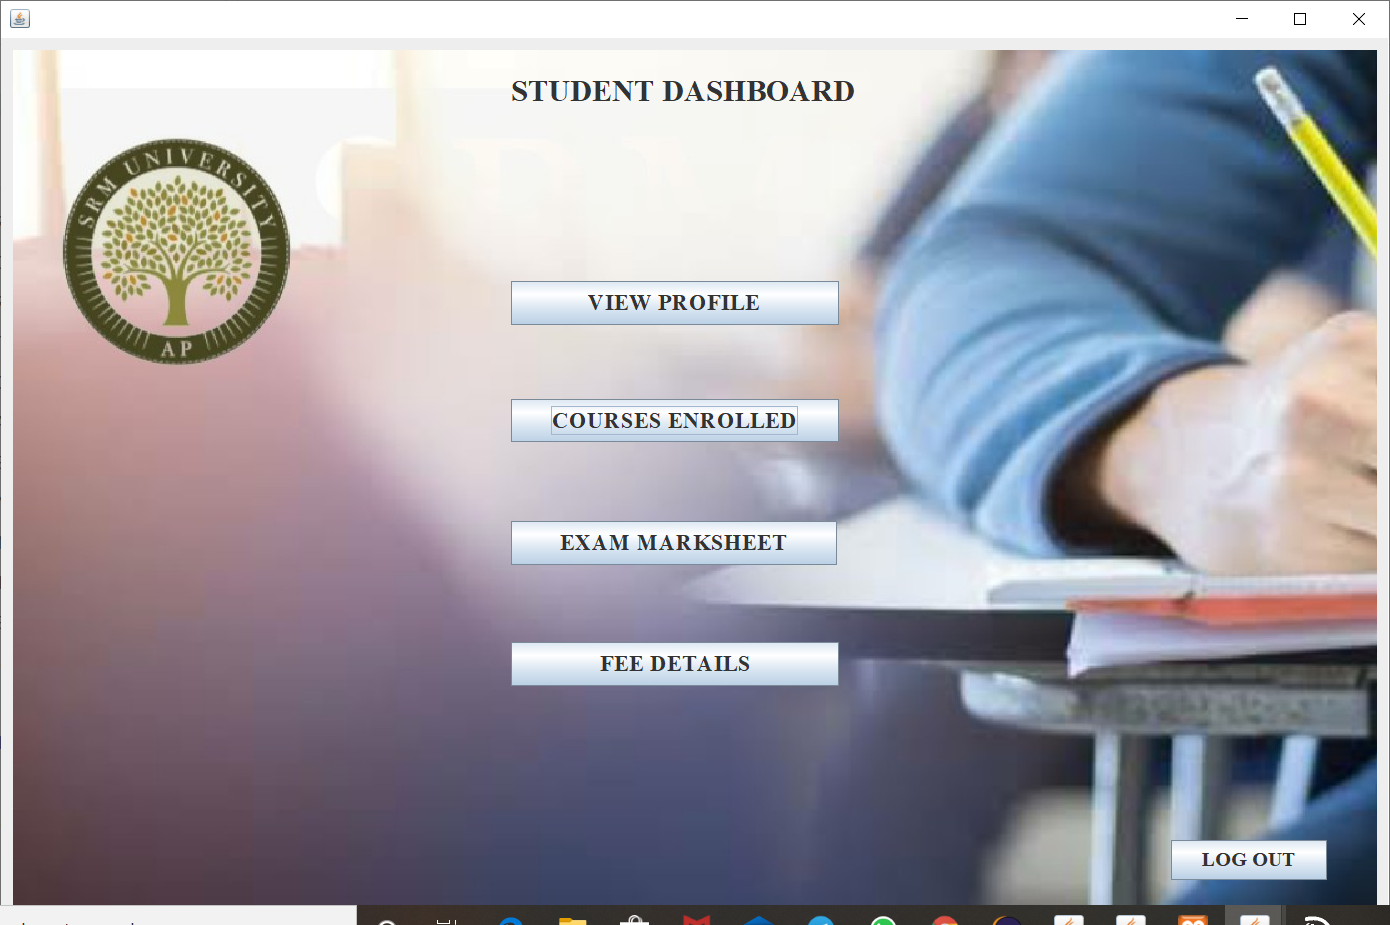 STUDENT DASHBOARD
SRM UNIVERSITY
AP
VIEW PROFILE
COURSES ENROLLED
EXAM MARKSHEET
FEE DETAILS
LOG OUT